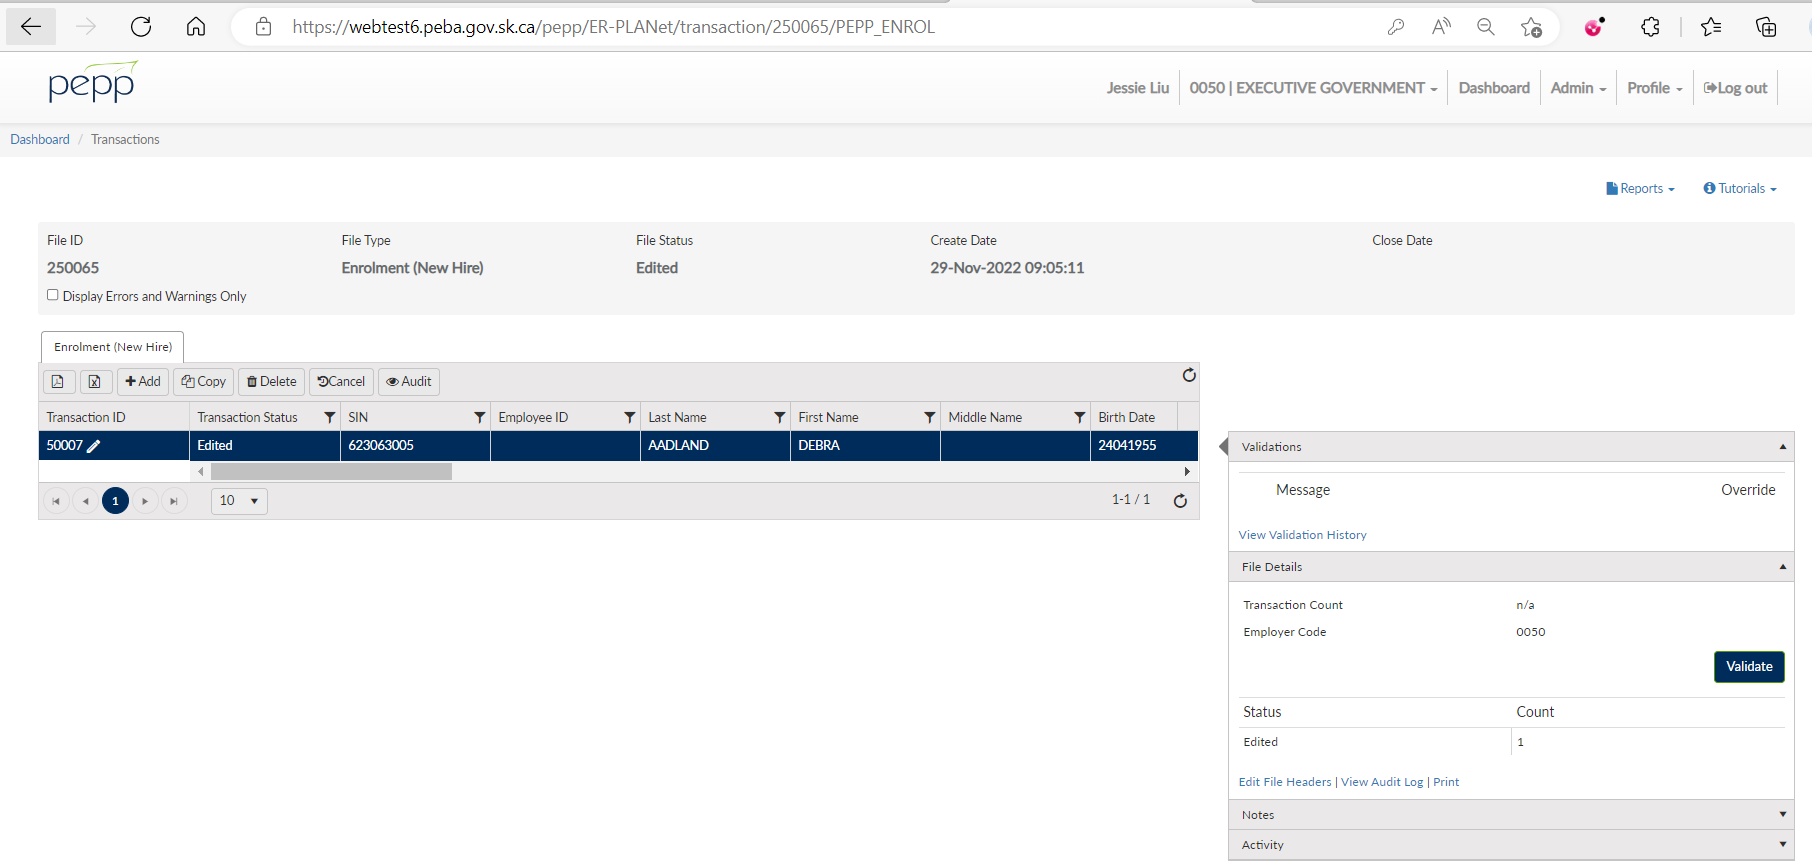 https://webtest6.peba.gov.sk.ca/pepp/ER-PLANet/transaction/250065/PEPP_ENROL
pepp
Jessie Liu
0050 | EXECUTIVE GOVERNMENT
Dashboard
Admin
Profile
Log out
Dashboard / Transactions
Reports
Tutorials
File ID
File Type
File Status
Create Date
Close Date
250065
Enrolment (New Hire)
Edited
29-Nov-2022 09:05:11
Display Errors and Warnings Only
Enrolment (New Hire)
Add
Copy
Delete
Cancel
Audit
Transaction ID
Transaction Status
SIN
Employee ID
Last Name
First Name
Middle Name
Birth Date
50007
Edited
623063005
AADLAND
DEBRA
24041955
1
10
1-1 / 1
Validations
Message
Override
View Validation History
File Details
Transaction Count
n/a
Employer Code
0050
Validate
Status
Count
Edited
1
Edit File Headers | View Audit Log | Print
Notes
Activity